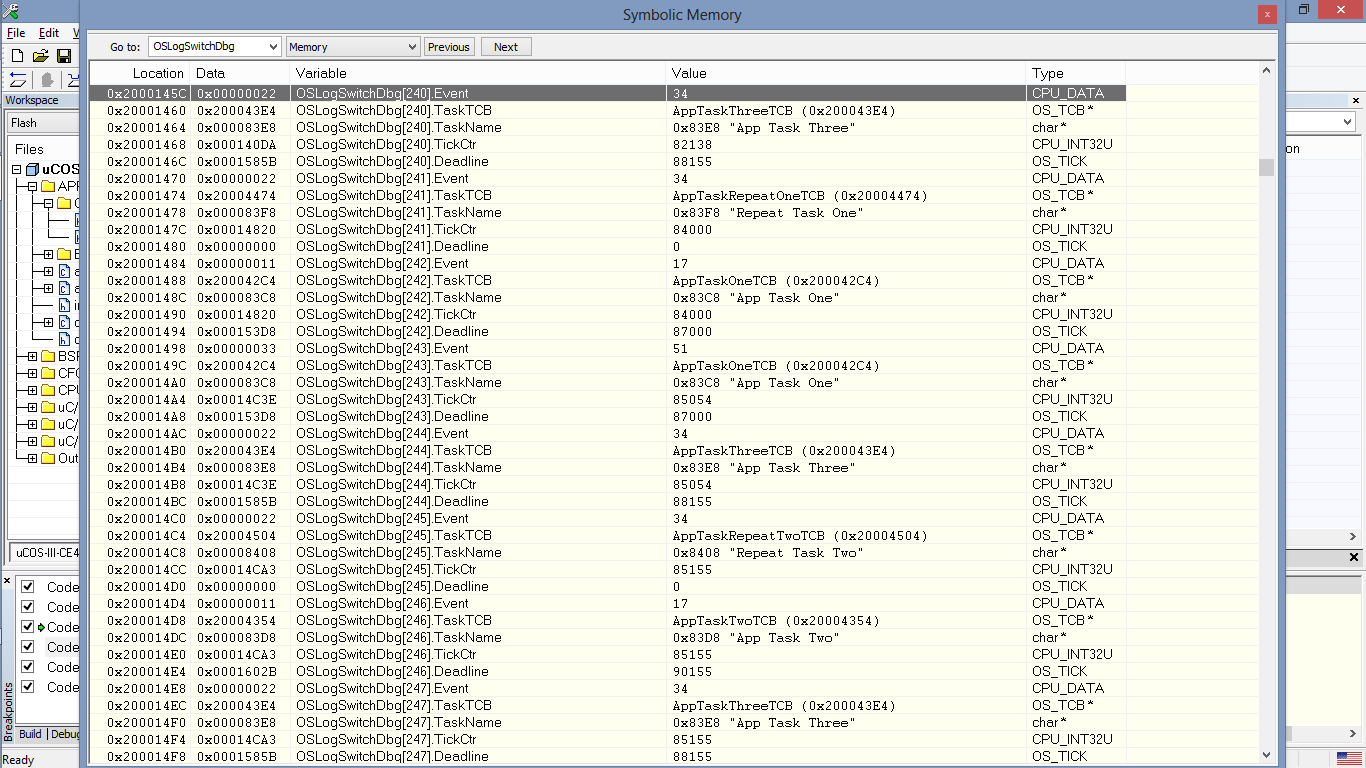 Symbolic Memory
x
File Edit V
Go to: OSLogSwitchDbg Memory Previous Next
Workspace
Flash
Files
uCOS
APP
BSP
CFG
CPU
uC/
uC/
uC/
Out
on
Location Data Variable Value Type
0x2000145C 0x00000022 OSLogSwitchDbg[240].Event 34 CPU_DATA
0x20001460 0x200043E4 OSLogSwitchDbg[240].TaskTCB AppTaskThreeTCB (0x200043E4) OS_TCB*
0x20001464 0x000083E8 OSLogSwitchDbg[240].TaskName 0x83E8 "App Task Three" char*
0x20001468 0x000140DA OSLogSwitchDbg[240].TickCtr 82138 CPU_INT32U
0x2000146C 0x0001585B OSLogSwitchDbg[240].Deadline 88155 OS_TICK
0x20001470 0x00000022 OSLogSwitchDbg[241].Event 34 CPU_DATA
0x20001474 0x20004474 OSLogSwitchDbg[241].TaskTCB AppTaskRepeatOneTCB (0x20004474) OS_TCB*
0x20001478 0x000083F8 OSLogSwitchDbg[241].TaskName 0x83F8 "Repeat Task One" char*
0x2000147C 0x00014820 OSLogSwitchDbg[241].TickCtr 84000 CPU_INT32U
0x20001480 0x00000000 OSLogSwitchDbg[241].Deadline 0 OS_TICK
0x20001484 0x00000011 OSLogSwitchDbg[242].Event 17 CPU_DATA
0x20001488 0x200042C4 OSLogSwitchDbg[242].TaskTCB AppTaskOneTCB (0x200042C4) OS_TCB*
0x2000148C 0x000083C8 OSLogSwitchDbg[242].TaskName 0x83C8 "App Task One" char*
0x20001490 0x00014820 OSLogSwitchDbg[242].TickCtr 84000 CPU_INT32U
0x20001494 0x000153D8 OSLogSwitchDbg[242].Deadline 87000 OS_TICK
0x20001498 0x00000033 OSLogSwitchDbg[243].Event 51 CPU_DATA
0x2000149C 0x200042C4 OSLogSwitchDbg[243].TaskTCB AppTaskOneTCB (0x200042C4) OS_TCB*
0x200014A0 0x000083C8 OSLogSwitchDbg[243].TaskName 0x83C8 "App Task One" char*
0x200014A4 0x00014C3E OSLogSwitchDbg[243].TickCtr 85054 CPU_INT32U
0x200014A8 0x000153D8 OSLogSwitchDbg[243].Deadline 87000 OS_TICK
0x200014AC 0x00000022 OSLogSwitchDbg[244].Event 34 CPU_DATA
0x200014B0 0x200043E4 OSLogSwitchDbg[244].TaskTCB AppTaskThreeTCB (0x200043E4) OS_TCB*
0x200014B4 0x000083E8 OSLogSwitchDbg[244].TaskName 0x83E8 "App Task Three" char*
0x200014B8 0x00014C3E OSLogSwitchDbg[244].TickCtr 85054 CPU_INT32U
0x200014BC 0x0001585B OSLogSwitchDbg[244].Deadline 88155 OS_TICK
0x200014C0 0x00000022 OSLogSwitchDbg[245].Event 34 CPU_DATA
0x200014C4 0x20004504 OSLogSwitchDbg[245].TaskTCB AppTaskRepeatTwoTCB (0x20004504) OS_TCB*
0x200014C8 0x00008408 OSLogSwitchDbg[245].TaskName 0x8408 "Repeat Task Two" char*
0x200014CC 0x00014CA3 OSLogSwitchDbg[245].TickCtr 85155 CPU_INT32U
0x200014D0 0x00000000 OSLogSwitchDbg[245].Deadline 0 OS_TICK
0x200014D4 0x00000011 OSLogSwitchDbg[246].Event 17 CPU_DATA
0x200014D8 0x20004354 OSLogSwitchDbg[246].TaskTCB AppTaskTwoTCB (0x20004354) OS_TCB*
0x200014DC 0x000083D8 OSLogSwitchDbg[246].TaskName 0x83D8 "App Task Two" char*
0x200014E0 0x00014CA3 OSLogSwitchDbg[246].TickCtr 85155 CPU_INT32U
0x200014E4 0x0001602B OSLogSwitchDbg[246].Deadline 90155 OS_TICK
0x200014E8 0x00000022 OSLogSwitchDbg[247].Event 34 CPU_DATA
0x200014EC 0x200043E4 OSLogSwitchDbg[247].TaskTCB AppTaskThreeTCB (0x200043E4) OS_TCB*
0x200014F0 0x000083E8 OSLogSwitchDbg[247].TaskName 0x83E8 "App Task Three" char*
0x200014F4 0x00014CA3 OSLogSwitchDbg[247].TickCtr 85155 CPU_INT32U
0x200014F8 0x0001585B OSLogSwitchDbg[247].Deadline 88155 OS_TICK
uCOS-III-CE4
Code
Code
Code
Code
Code
Code
Breakpoints
Build Debug
Ready